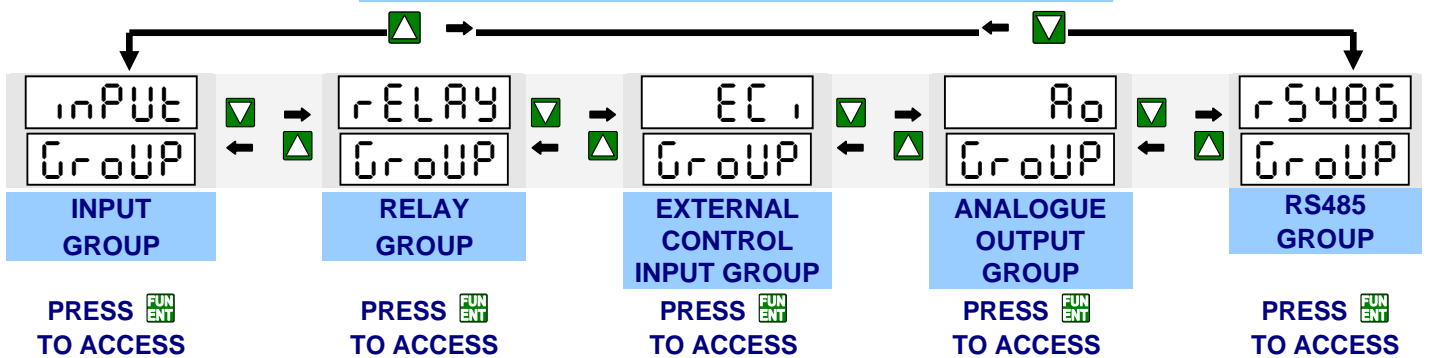 inPUt
GroUP
INPUT
GROUP
PRESS FUN ENT
TO ACCESS
rELAY
GroUP
RELAY
GROUP
PRESS FUN ENT
TO ACCESS
ECi
GroUP
EXTERNAL
CONTROL
INPUT GROUP
PRESS FUN ENT
TO ACCESS
Ao
GroUP
ANALOGUE
OUTPUT
GROUP
PRESS FUN ENT
TO ACCESS
rS485
GroUP
RS485
GROUP
PRESS FUN ENT
TO ACCESS